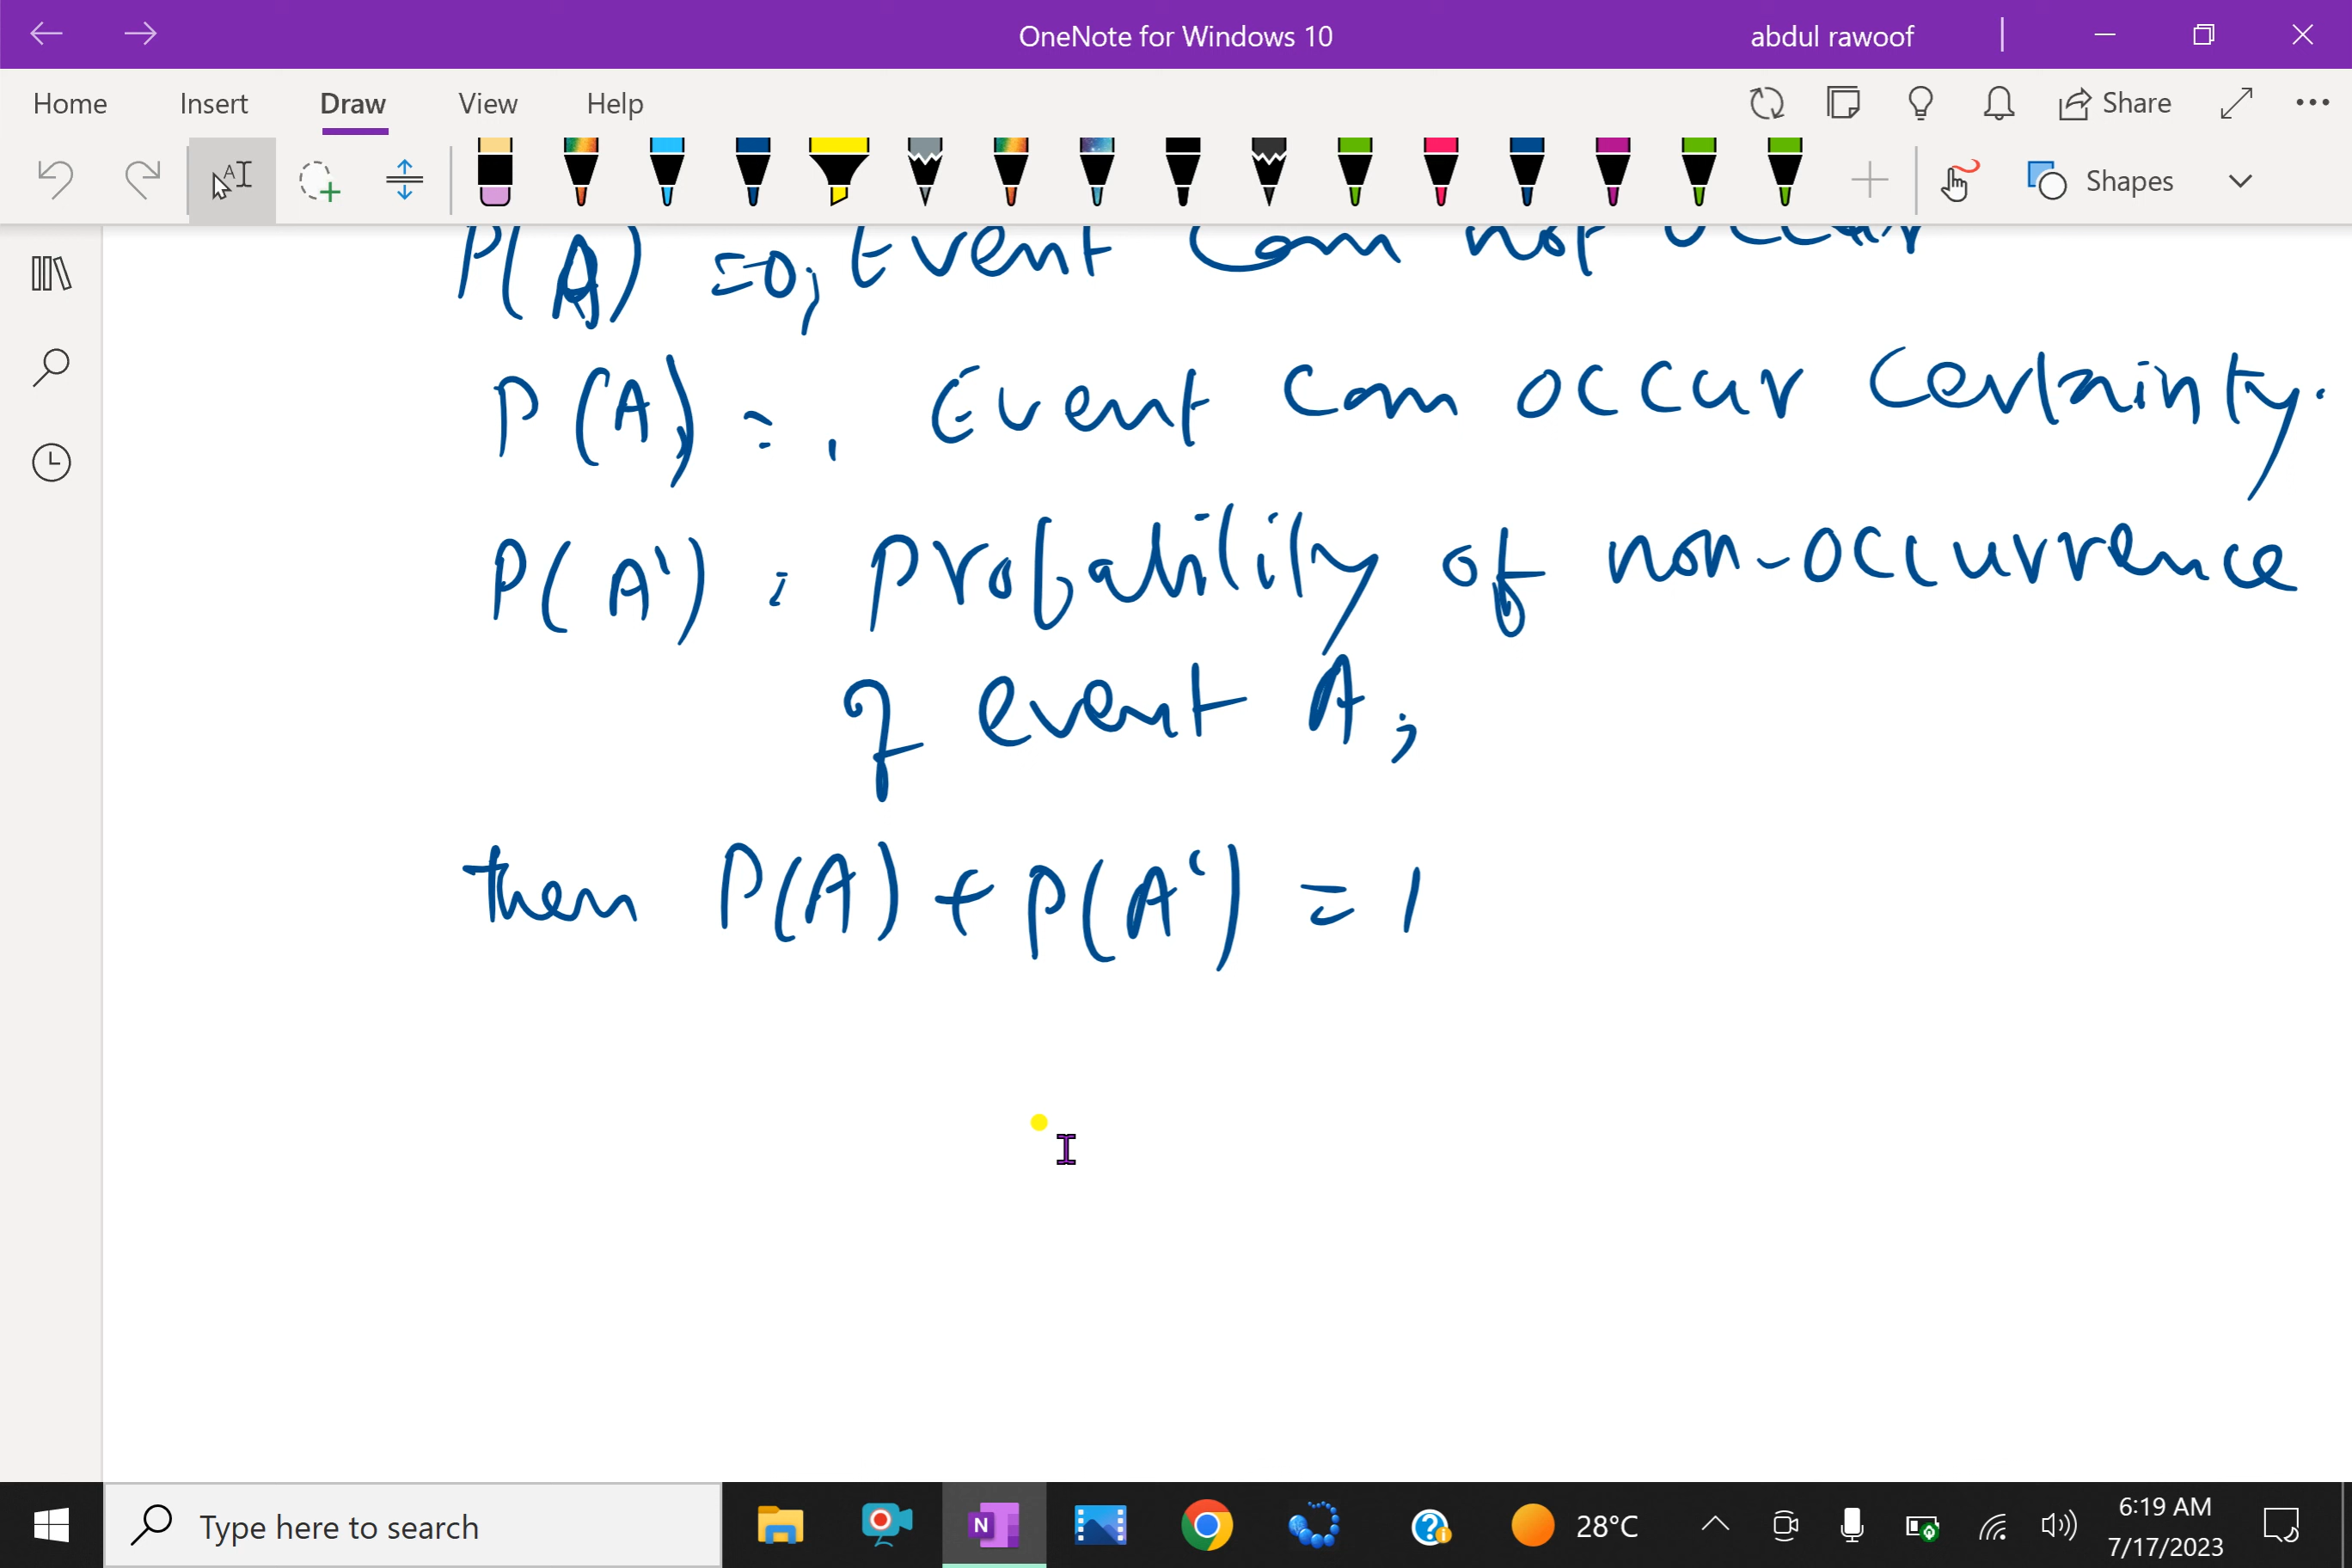 OneNote for Windows 10
abdul rawoof
Home Insert Draw View Help
Share
Shapes
P(A) =0; Event can not occur
P(A) = 1 Event can occur certainty.
P(A') : probability of non-occurrence
of event A;
then P(A) + P(A') = 1
Type here to search
28°C
6:19 AM
7/17/2023